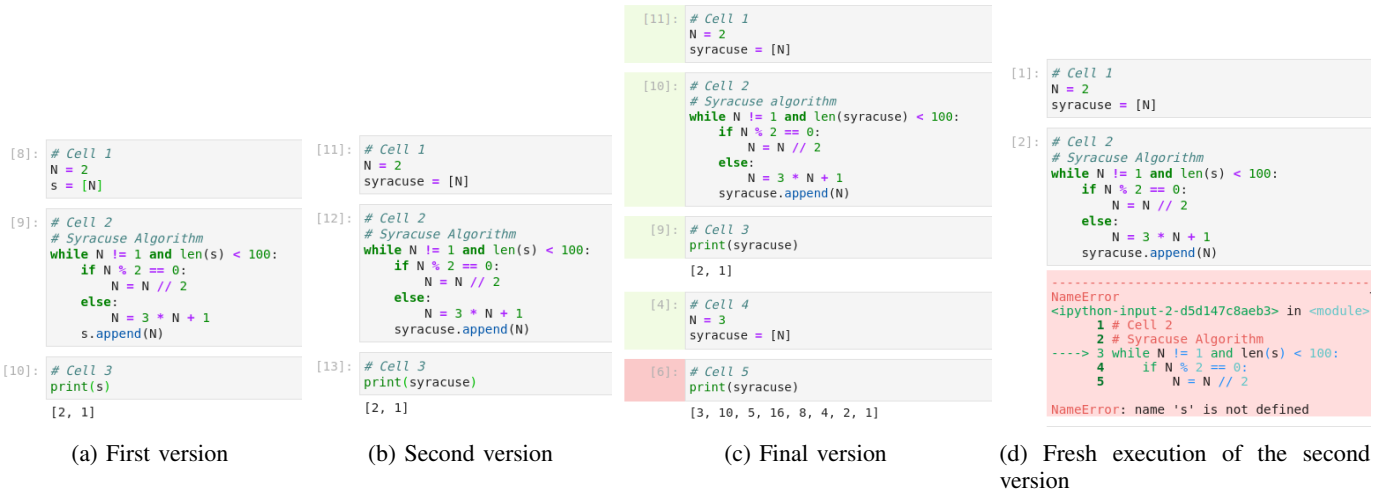 [8]:
# Cell 1
N = 2
s = [N]
[9]:
# Cell 2
# Syracuse Algorithm
while N != 1 and len(s) < 100:
    if N % 2 == 0:
        N = N // 2
    else:
        N = 3 * N + 1
    s.append(N)
[10]:
# Cell 3
print(s)
[2, 1]
(a) First version
[11]:
# Cell 1
N = 2
syracuse = [N]
[12]:
# Cell 2
# Syracuse Algorithm
while N != 1 and len(s) < 100:
    if N % 2 == 0:
        N = N // 2
    else:
        N = 3 * N + 1
    syracuse.append(N)
[13]:
# Cell 3
print(syracuse)
[2, 1]
(b) Second version
[11]:
# Cell 1
N = 2
syracuse = [N]
[10]:
# Cell 2
# Syracuse algorithm
while N != 1 and len(syracuse) < 100:
    if N % 2 == 0:
        N = N // 2
    else:
        N = 3 * N + 1
    syracuse.append(N)
[9]:
# Cell 3
print(syracuse)
[2, 1]
[4]:
# Cell 4
N = 3
syracuse = [N]
[6]:
# Cell 5
print(syracuse)
[3, 10, 5, 16, 8, 4, 2, 1]
(c) Final version
[1]:
# Cell 1
N = 2
syracuse = [N]
[2]:
# Cell 2
# Syracuse Algorithm
while N != 1 and len(s) < 100:
    if N % 2 == 0:
        N = N // 2
    else:
        N = 3 * N + 1
    syracuse.append(N)
---------------------------------------------
NameError
<ipython-input-2-d5d147c8aeb3> in <module>
      1 # Cell 2
      2 # Syracuse Algorithm
----> 3 while N != 1 and len(s) < 100:
      4     if N % 2 == 0:
      5         N = N // 2
NameError: name 's' is not defined
(d) Fresh execution of the second
version